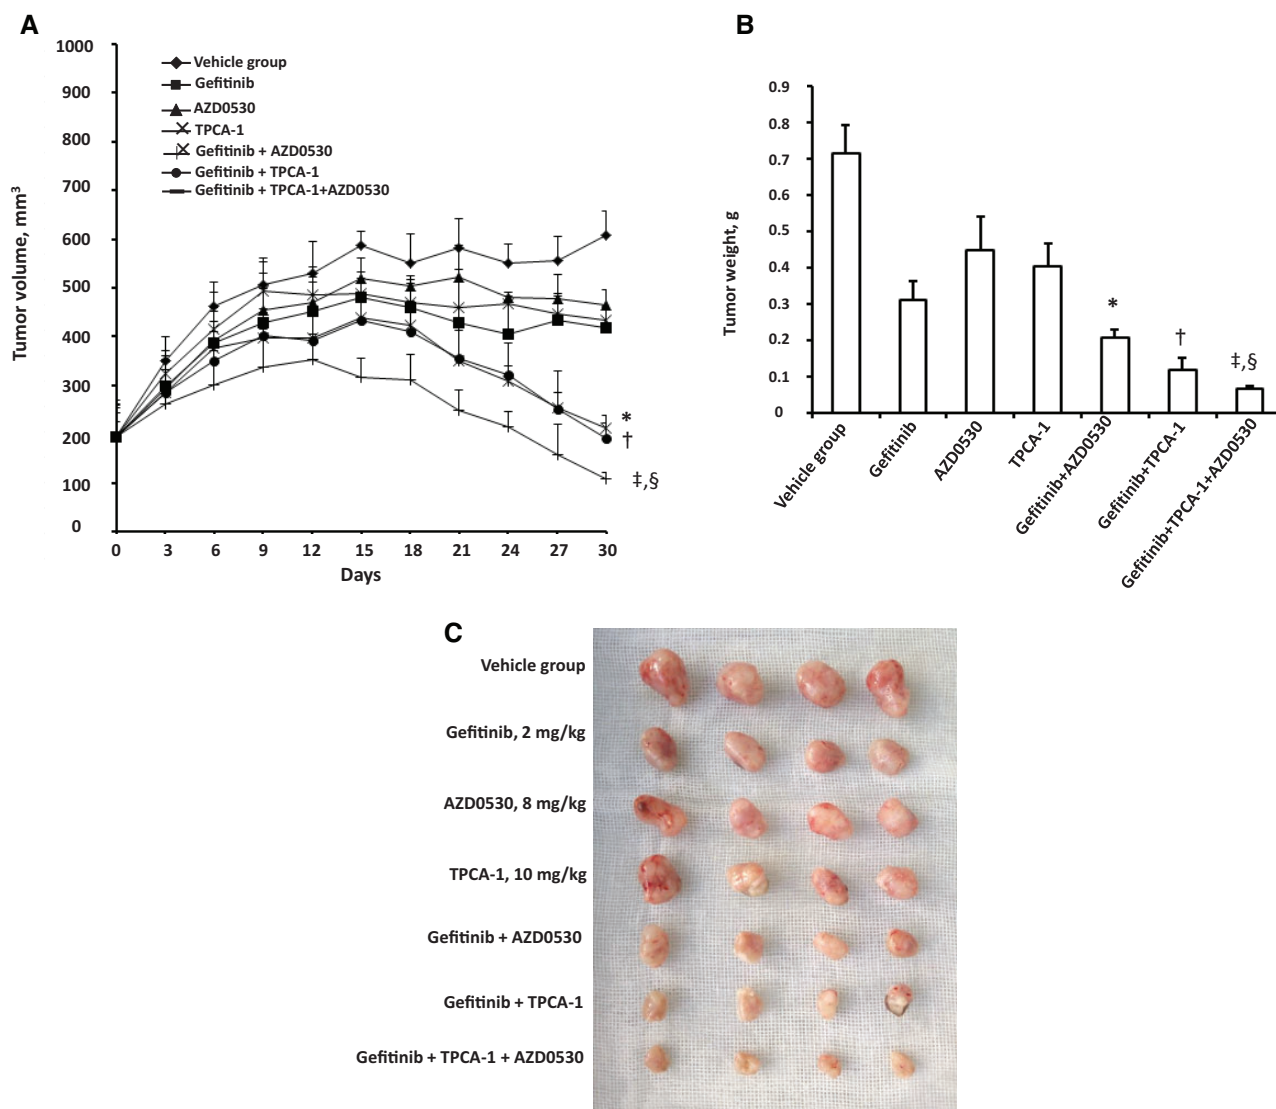 A
1000
900
800
700
600
500
400
300
200
100
0
Tumor volume, mm³
Vehicle group
Gefitinib
AZD0530
TPCA-1
Gefitinib + AZD0530
Gefitinib + TPCA-1
Gefitinib + TPCA-1+AZD0530
*
†
‡,§
0 3 6 9 12 15 18 21 24 27 30
Days
B
0.9
0.8
0.7
0.6
0.5
0.4
0.3
0.2
0.1
0
Tumor weight, g
*
†
‡,§
Vehicle group
Gefitinib
AZD0530
TPCA-1
Gefitinib+AZD0530
Gefitinib+TPCA-1
Gefitinib+TPCA-1+AZD0530
C
Vehicle group
Gefitinib, 2 mg/kg
AZD0530, 8 mg/kg
TPCA-1, 10 mg/kg
Gefitinib + AZD0530
Gefitinib + TPCA-1
Gefitinib + TPCA-1 + AZD0530